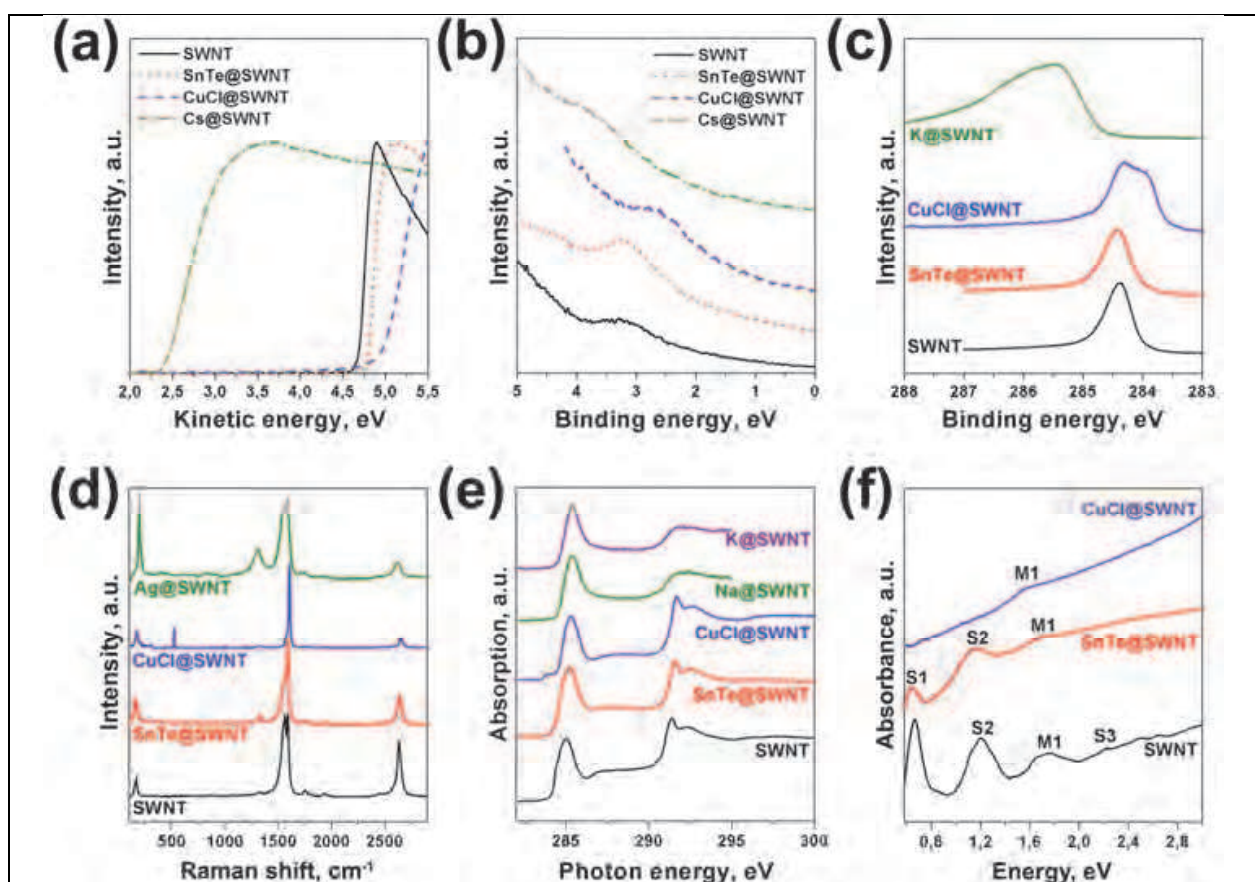 (a)
SWNT
SnTe@SWNT
CuCl@SWNT
Cs@SWNT
Intensity, a.u.
2,0 2,5 3,0 3,5 4,0 4,5 5,0 5,5
Kinetic energy, eV
(b)
SWNT
SnTe@SWNT
CuCl@SWNT
Cs@SWNT
Intensity, a.u.
5 4 3 2 1 0
Binding energy, eV
(c)
K@SWNT
CuCl@SWNT
SnTe@SWNT
SWNT
Intensity, a.u.
288 287 286 285 284 283
Binding energy, eV
(d)
Ag@SWNT
CuCl@SWNT
SnTe@SWNT
SWNT
Intensity, a.u.
500 1000 1500 2000 2500
Raman shift, cm⁻¹
(e)
K@SWNT
Na@SWNT
CuCl@SWNT
SnTe@SWNT
SWNT
Absorption, a.u.
285 290 295 300
Photon energy, eV
(f)
CuCl@SWNT
M1
S2 M1
SnTe@SWNT
S1
S2 M1 S3
SWNT
Absorbance, a.u.
0,8 1,2 1,6 2,0 2,4 2,8
Energy, eV